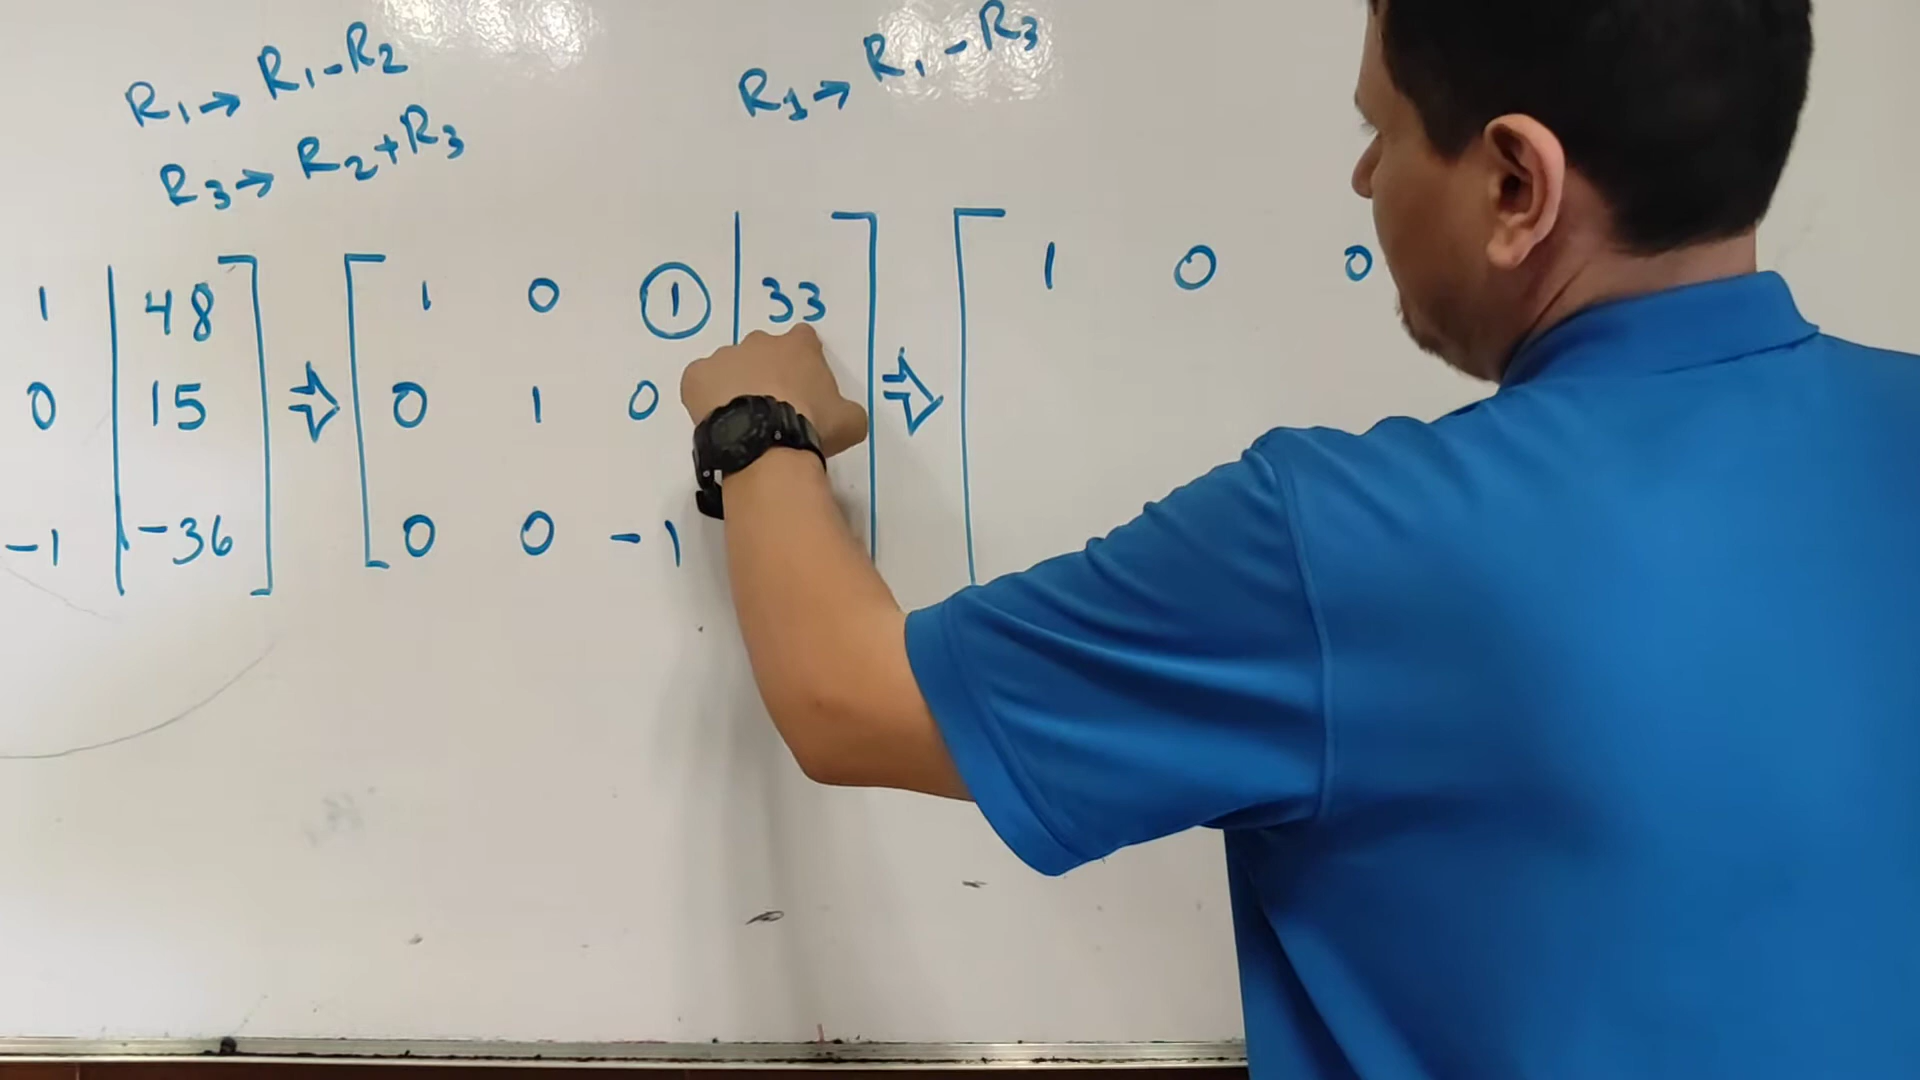 R1→ R1-R2
R3→ R2+R3
R1→ R1-R3
1 | 48
0 | 15
-1 | -36
⇒
1 0 1 | 33
0 1 0
0 0 -1
⇒
1 0 0